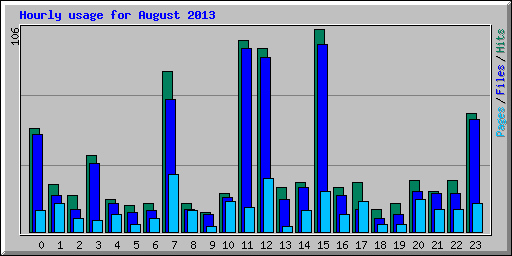 Hourly usage for August 2013
106
Pages/Files/Hits
0 1 2 3 4 5 6 7 8 9 10 11 12 13 14 15 16 17 18 19 20 21 22 23